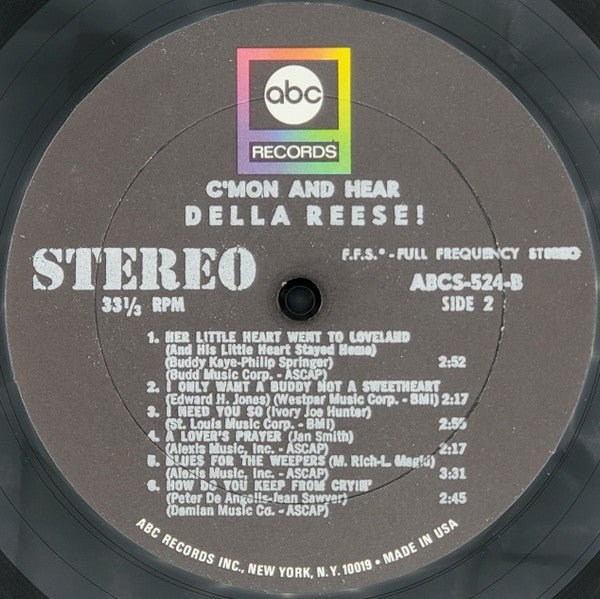 abc
RECORDS
C'MON AND HEAR
DELLA REESE!
STEREO
F.F.S.® - FULL FREQUENCY STEREO
33⅓ RPM
ABCS-524-B
SIDE 2
1. HER LITTLE HEART WENT TO LOVELAND
(And His Little Heart Stayed Home)
(Buddy Kaye-Philip Springer)
(Budd Music Corp. - ASCAP) 2:52
2. I ONLY WANT A BUDDY NOT A SWEETHEART
(Edward H. Jones) (Westpar Music Corp. - BMI) 2:17
3. I NEED YOU SO (Ivory Joe Hunter)
(St. Louis Music Corp. - BMI) 2:55
4. A LOVER'S PRAYER (Jan Smith)
(Alexis Music, Inc. - ASCAP) 2:17
5. BLUES FOR THE WEEPERS (M. Rich-L. Magid)
(Alexis Music, Inc. - ASCAP) 3:31
6. HOW DO YOU KEEP FROM CRYIN'
(Peter De Angelis-Jean Sawyer) 2:45
(Damian Music Co. - ASCAP)
ABC RECORDS INC., NEW YORK, N.Y. 10019 • MADE IN USA